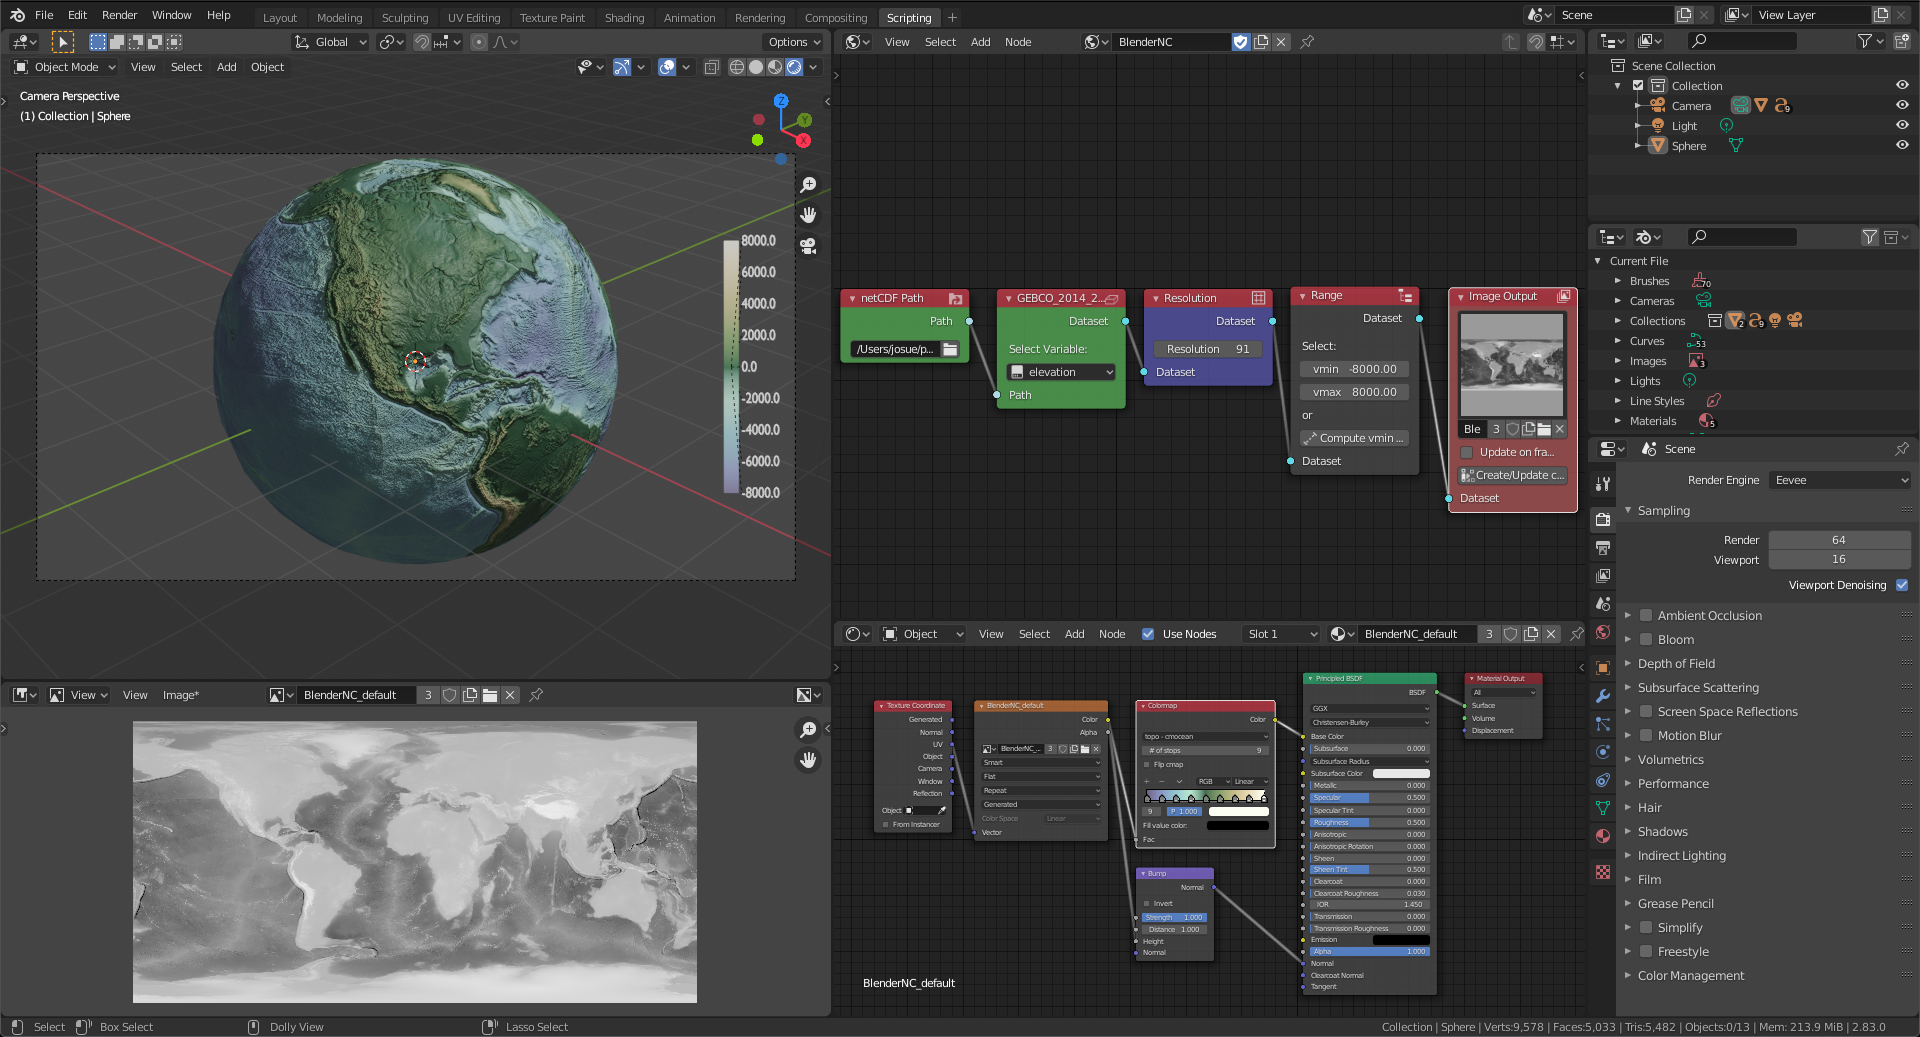 File Edit Render Window Help Layout Modeling Sculpting UV Editing Texture Paint Shading Animation Rendering Compositing Scripting + Scene View Layer
Global Options
Object Mode View Select Add Object
Camera Perspective
(1) Collection | Sphere
Z
Y
X
8000.0
6000.0
4000.0
2000.0
0.0
-2000.0
-4000.0
-6000.0
-8000.0
View Select Add Node BlenderNC
netCDF Path
Path
/Users/josue/p...
GEBCO_2014_2...
Dataset
Select Variable:
elevation
Path
Resolution
Dataset
Resolution 91
Dataset
Range
Dataset
Select:
vmin -8000.00
vmax 8000.00
or
Compute vmin ...
Dataset
Image Output
Ble 3
Update on fra...
Create/Update c...
Dataset
Scene Collection
Collection
Camera 9
Light
Sphere
Current File
Brushes 70
Cameras
Collections 2 9
Curves 53
Images 3
Lights
Line Styles
Materials 5
Scene
Render Engine Eevee
Sampling
Render 64
Viewport 16
Viewport Denoising
Ambient Occlusion
Bloom
Depth of Field
Subsurface Scattering
Screen Space Reflections
Motion Blur
Volumetrics
Performance
Hair
Shadows
Indirect Lighting
Film
Grease Pencil
Simplify
Freestyle
Color Management
View View Image* BlenderNC_default 3
Object View Select Add Node Use Nodes Slot 1 BlenderNC_default 3
Texture Coordinate
Generated
Normal
UV
Object
Camera
Window
Reflection
Object
From Instancer
BlenderNC_default
Color
Alpha
BlenderNC_... 3
Smart
Flat
Repeat
Generated
Color Space Linear
Vector
Colormap
Color
topo - cmocean
# of stops 9
Flip cmap
+ − RGB Linear
9 P 1.000
Fill value color:
Fac
Bump
Normal
Invert
Strength 1.000
Distance 1.000
Height
Normal
Principled BSDF
BSDF
GGX
Christensen-Burley
Base Color
Subsurface 0.000
Subsurface Radius
Subsurface Color
Metallic 0.000
Specular 0.500
Specular Tint 0.000
Roughness 0.500
Anisotropic 0.000
Anisotropic Rotation 0.000
Sheen 0.000
Sheen Tint 0.500
Clearcoat 0.000
Clearcoat Roughness 0.030
IOR 1.450
Transmission 0.000
Transmission Roughness 0.000
Emission
Alpha 1.000
Normal
Clearcoat Normal
Tangent
Material Output
All
Surface
Volume
Displacement
BlenderNC_default
Select Box Select Dolly View Lasso Select Collection | Sphere | Verts:9,578 | Faces:5,033 | Tris:5,482 | Objects:0/13 | Mem: 213.9 MiB | 2.83.0